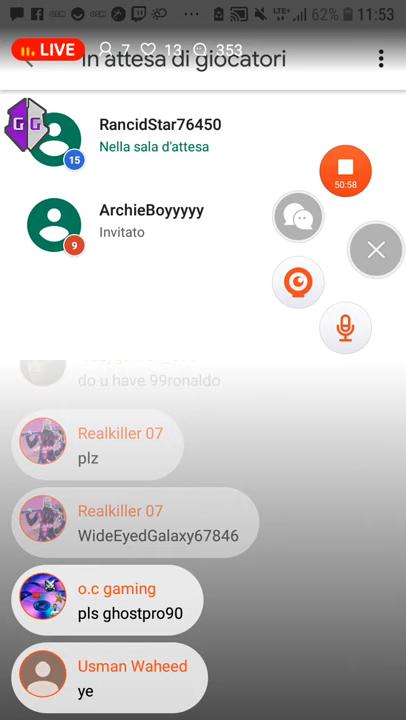 62% 11:53
LIVE 7 13 353
In attesa di giocatori
GG
RancidStar76450
15
Nella sala d'attesa
ArchieBoyyyyy
9
Invitato
50:58
do u have 99ronaldo
Realkiller 07
plz
Realkiller 07
WideEyedGalaxy67846
o.c gaming
pls ghostpro90
Usman Waheed
ye